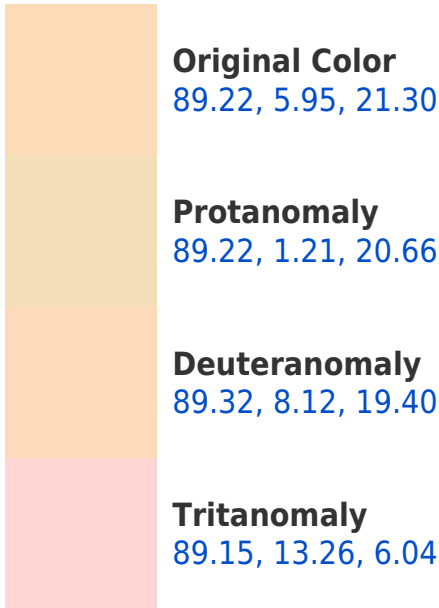 Original Color
89.22, 5.95, 21.30
Protanomaly
89.22, 1.21, 20.66
Deuteranomaly
89.32, 8.12, 19.40
Tritanomaly
89.15, 13.26, 6.04